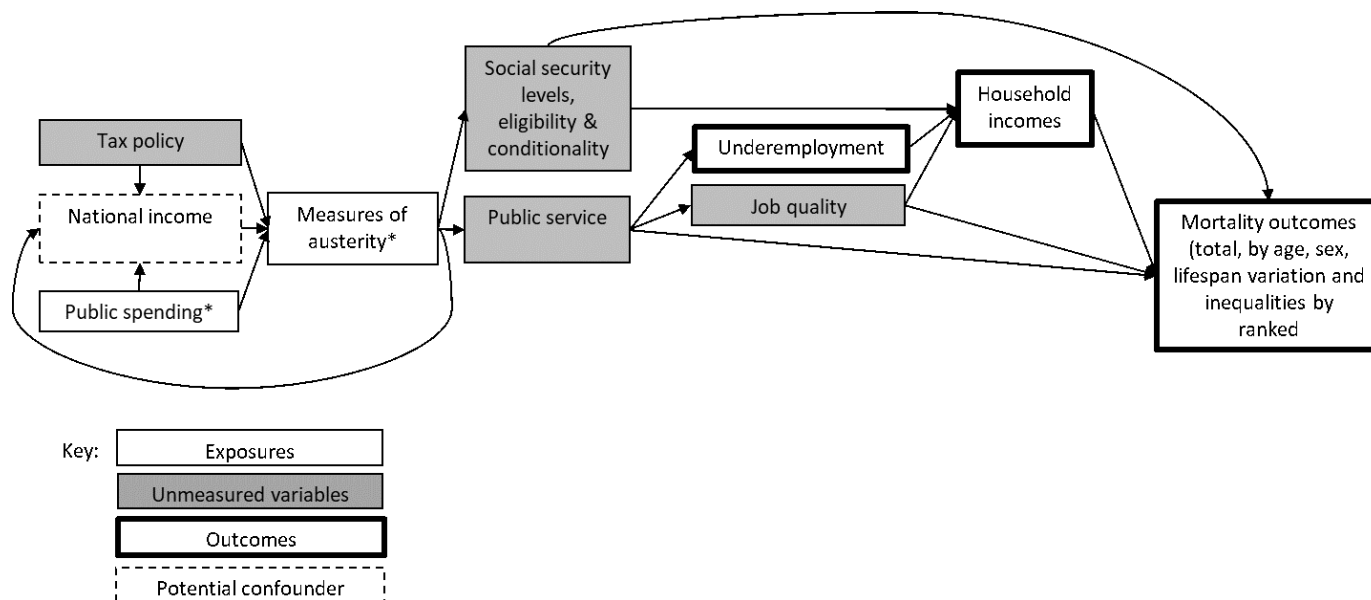 Tax policy
National income
Public spending*
Measures of
austerity*
Social security
levels,
eligibility &
conditionality
Public service
Underemployment
Job quality
Household
incomes
Mortality outcomes
(total, by age, sex,
lifespan variation and
inequalities by
ranked
Key:
Exposures
Unmeasured variables
Outcomes
Potential confounder